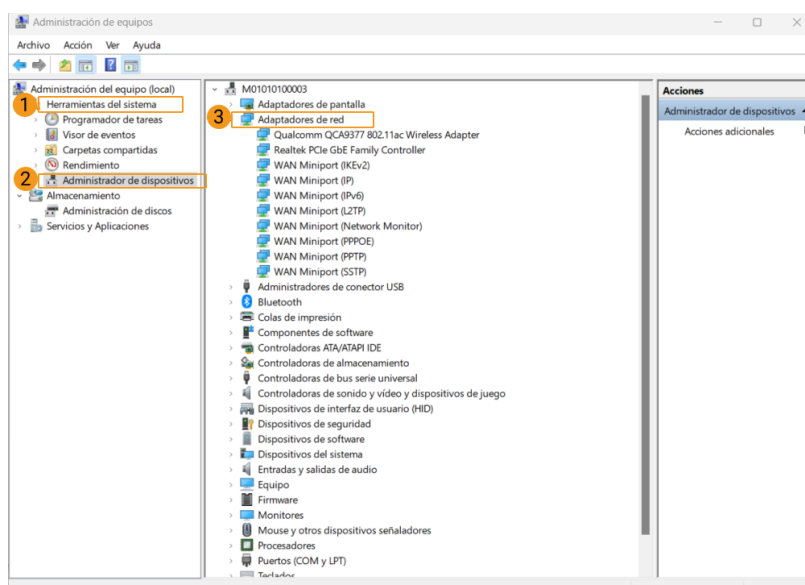 Administración de equipos
Archivo Acción Ver Ayuda
Administración del equipo (local)
1 Herramientas del sistema
Programador de tareas
Visor de eventos
Carpetas compartidas
Rendimiento
2 Administrador de dispositivos
Almacenamiento
Administración de discos
Servicios y Aplicaciones
M01010100003
Adaptadores de pantalla
3 Adaptadores de red
Qualcomm QCA9377 802.11ac Wireless Adapter
Realtek PCIe GbE Family Controller
WAN Miniport (IKEv2)
WAN Miniport (IP)
WAN Miniport (IPv6)
WAN Miniport (L2TP)
WAN Miniport (Network Monitor)
WAN Miniport (PPPOE)
WAN Miniport (PPTP)
WAN Miniport (SSTP)
Administradores de conector USB
Bluetooth
Colas de impresión
Componentes de software
Controladoras ATA/ATAPI IDE
Controladoras de almacenamiento
Controladoras de bus serie universal
Controladoras de sonido y vídeo y dispositivos de juego
Dispositivos de interfaz de usuario (HID)
Dispositivos de seguridad
Dispositivos de software
Dispositivos del sistema
Entradas y salidas de audio
Equipo
Firmware
Monitores
Mouse y otros dispositivos señaladores
Procesadores
Puertos (COM y LPT)
Teclados
Acciones
Administrador de dispositivos
Acciones adicionales